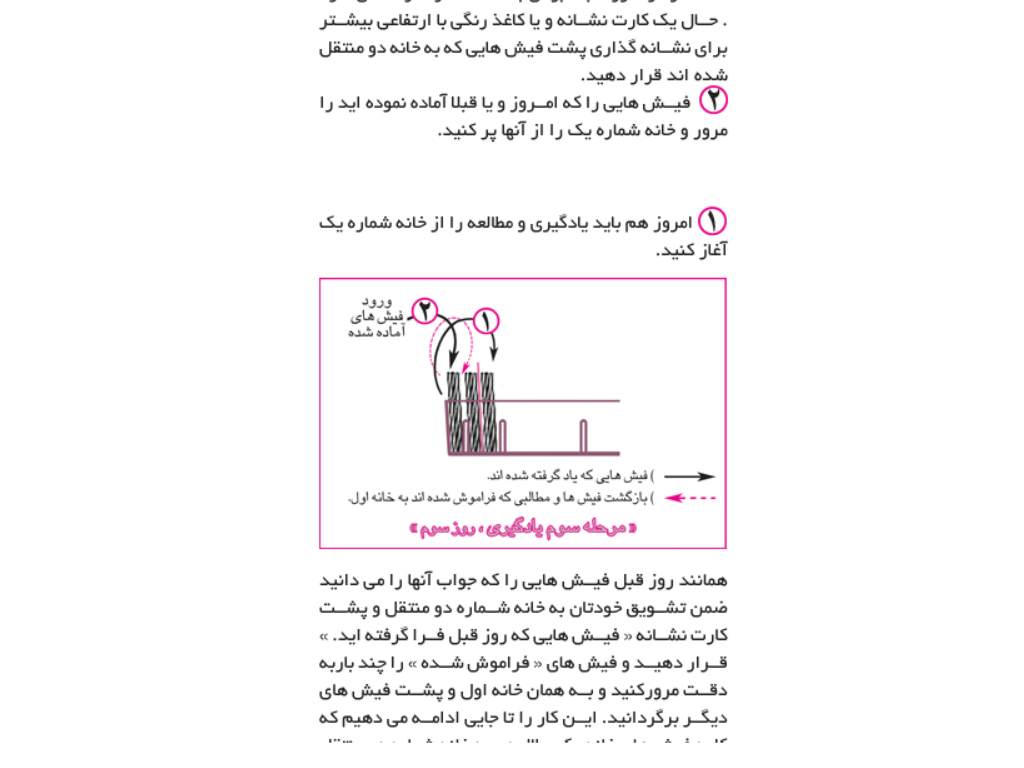 . حال یک کارت نشانه و یا کاغذ رنگی با ارتفاعی بیشتر
برای نشانه گذاری پشت فیش هایی که به خانه دو منتقل
شده اند قرار دهید.
۲ فیش هایی را که امروز و یا قبلا آماده نموده اید را
مرور و خانه شماره یک را از آنها پر کنید.
۱ امروز هم باید یادگیری و مطالعه را از خانه شماره یک
آغاز کنید.
ورود
فیش های
آماده شده
۲
۱
) فیش هایی که یاد گرفته شده اند.
) بازگشت فیش ها و مطالبی که فراموش شده اند به خانه اول.
« مرحله سوم یادگیری ، روز سوم »
همانند روز قبل فیش هایی را که جواب آنها را می دانید
ضمن تشویق خودتان به خانه شماره دو منتقل و پشت
کارت نشانه « فیش هایی که روز قبل فرا گرفته اید. »
قرار دهید و فیش های « فراموش شده » را چند باربه
دقت مرورکنید و به همان خانه اول و پشت فیش های
دیگر برگردانید. این کار را تا جایی ادامه می دهیم که